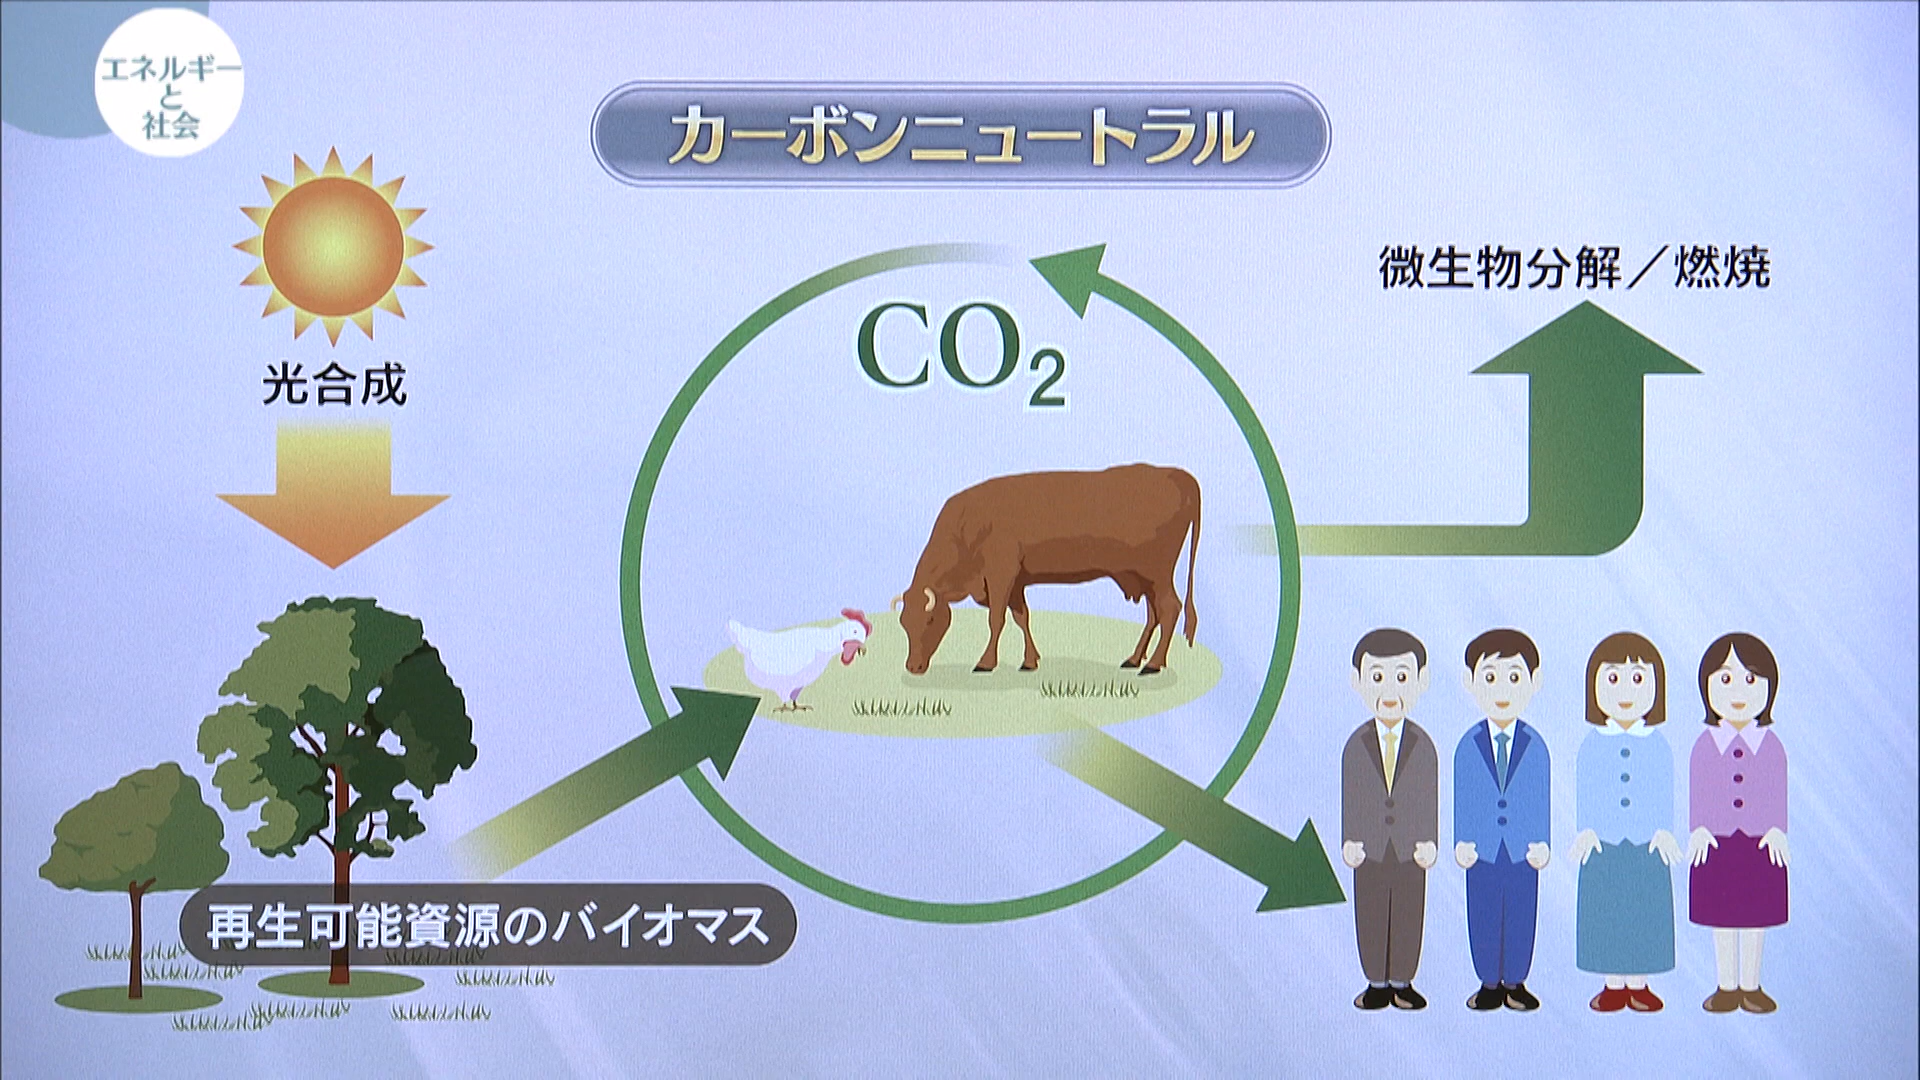 エネルギー
と
社会
カーボンニュートラル
微生物分解／燃焼
CO₂
光合成
再生可能資源のバイオマス